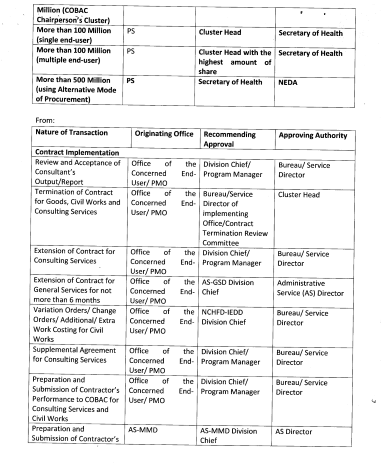 Million (COBAC
Chairperson's Cluster)
More than 100 Million PS Cluster Head Secretary of Health
(single end-user)
More than 100 Million PS Cluster Head with the Secretary of Health
(multiple end-user) highest amount of
share
More than 500 Million PS Secretary of Health NEDA
(using Alternative Mode
of Procurement)
From:
Nature of Transaction Originating Office Recommending Approving Authority
Approval
Contract Implementation
Review and Acceptance of Office of the Division Chief/ Bureau/ Service
Consultant's Concerned End- Program Manager Director
Output/Report User/ PMO
Termination of Contract Office of the Bureau/Service Cluster Head
for Goods, Civil Works and Concerned End- Director of
Consulting Services User/ PMO implementing
Office/Contract
Termination Review
Committee
Extension of Contract for Office of the Division Chief/ Bureau/ Service
Consulting Services Concerned End- Program Manager Director
User/ PMO
Extension of Contract for Office of the AS-GSD Division Administrative
General Services for not Concerned End- Chief Service (AS) Director
more than 6 months User/ PMO
Variation Orders/ Change Office of the NCHFD-IEDD Bureau/ Service
Orders/ Additional/ Extra Concerned End- Division Chief Director
Work Costing for Civil User/ PMO
Works
Supplemental Agreement Office of the Division Chief/ Bureau/ Service
for Consulting Services Concerned End- Program Manager Director
User/ PMO
Preparation and Office of the Division Chief/ Bureau/ Service
Submission of Contractor's Concerned End- Program Manager Director
Performance to COBAC for User/ PMO
Consulting Services and
Civil Works
Preparation and AS-MMD AS-MMD Division AS Director
Submission of Contractor's Chief